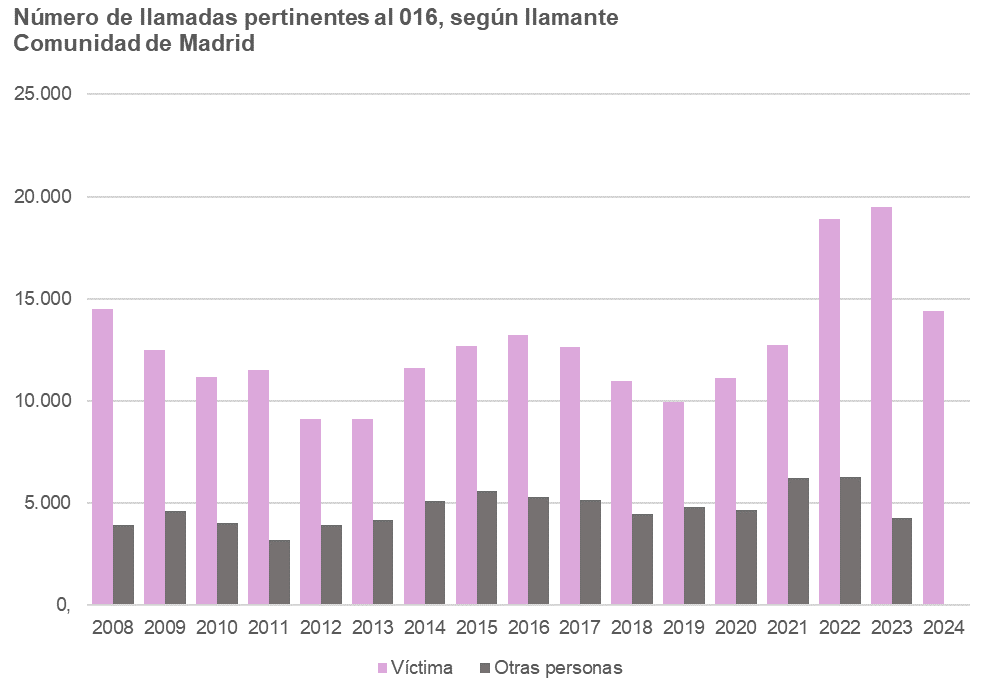 Número de llamadas pertinentes al 016, según llamante
Comunidad de Madrid
25.000
20.000
15.000
10.000
5.000
0,
2008 2009 2010 2011 2012 2013 2014 2015 2016 2017 2018 2019 2020 2021 2022 2023 2024
Víctima Otras personas